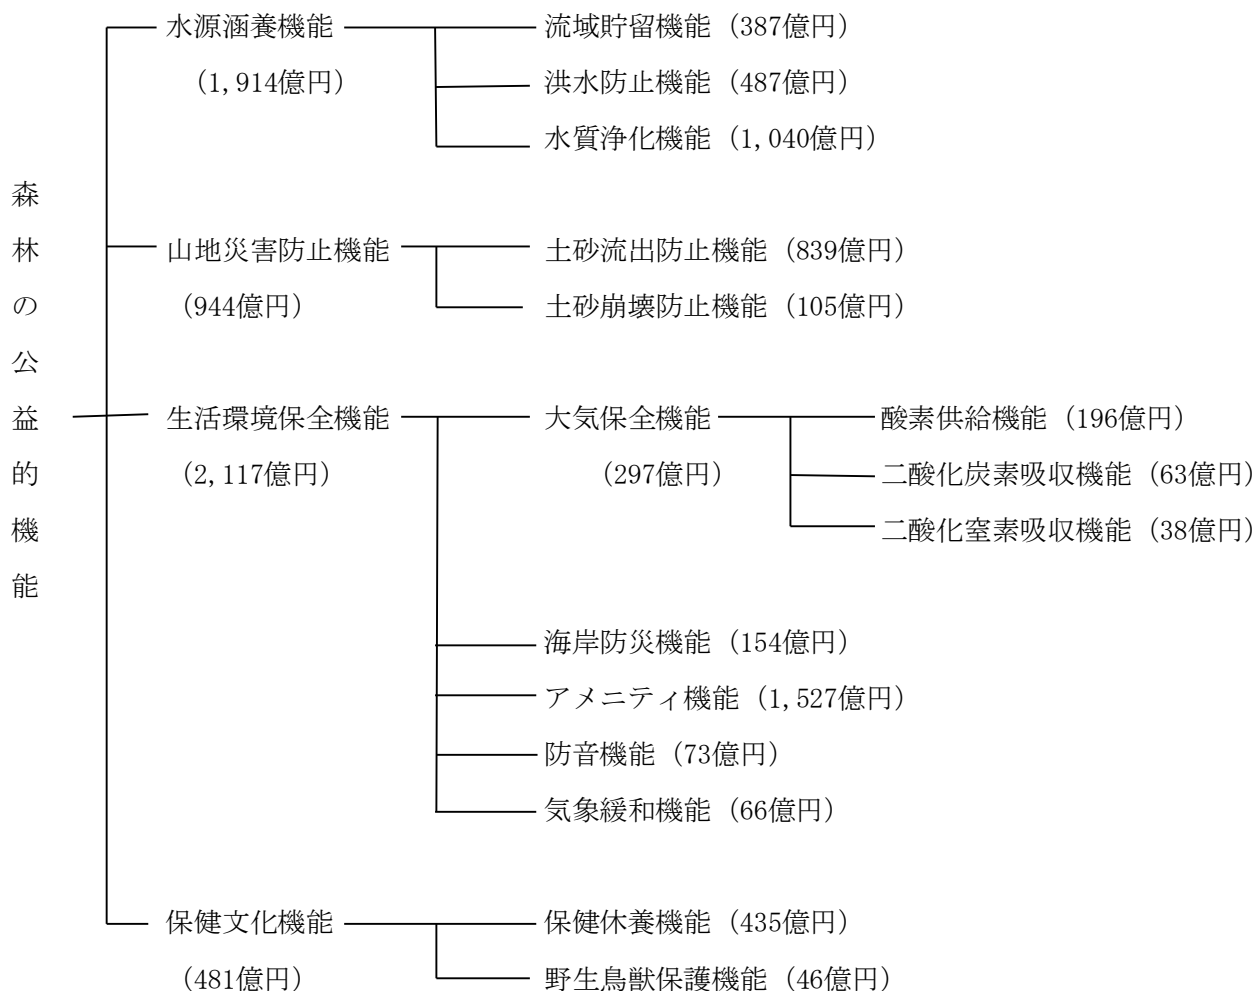 森林の公益的機能
水源涵養機能
(1,914億円)
流域貯留機能 (387億円)
洪水防止機能 (487億円)
水質浄化機能 (1,040億円)
山地災害防止機能
(944億円)
土砂流出防止機能 (839億円)
土砂崩壊防止機能 (105億円)
生活環境保全機能
(2,117億円)
大気保全機能
(297億円)
酸素供給機能 (196億円)
二酸化炭素吸収機能 (63億円)
二酸化窒素吸収機能 (38億円)
海岸防災機能 (154億円)
アメニティ機能 (1,527億円)
防音機能 (73億円)
気象緩和機能 (66億円)
保健文化機能
(481億円)
保健休養機能 (435億円)
野生鳥獣保護機能 (46億円)